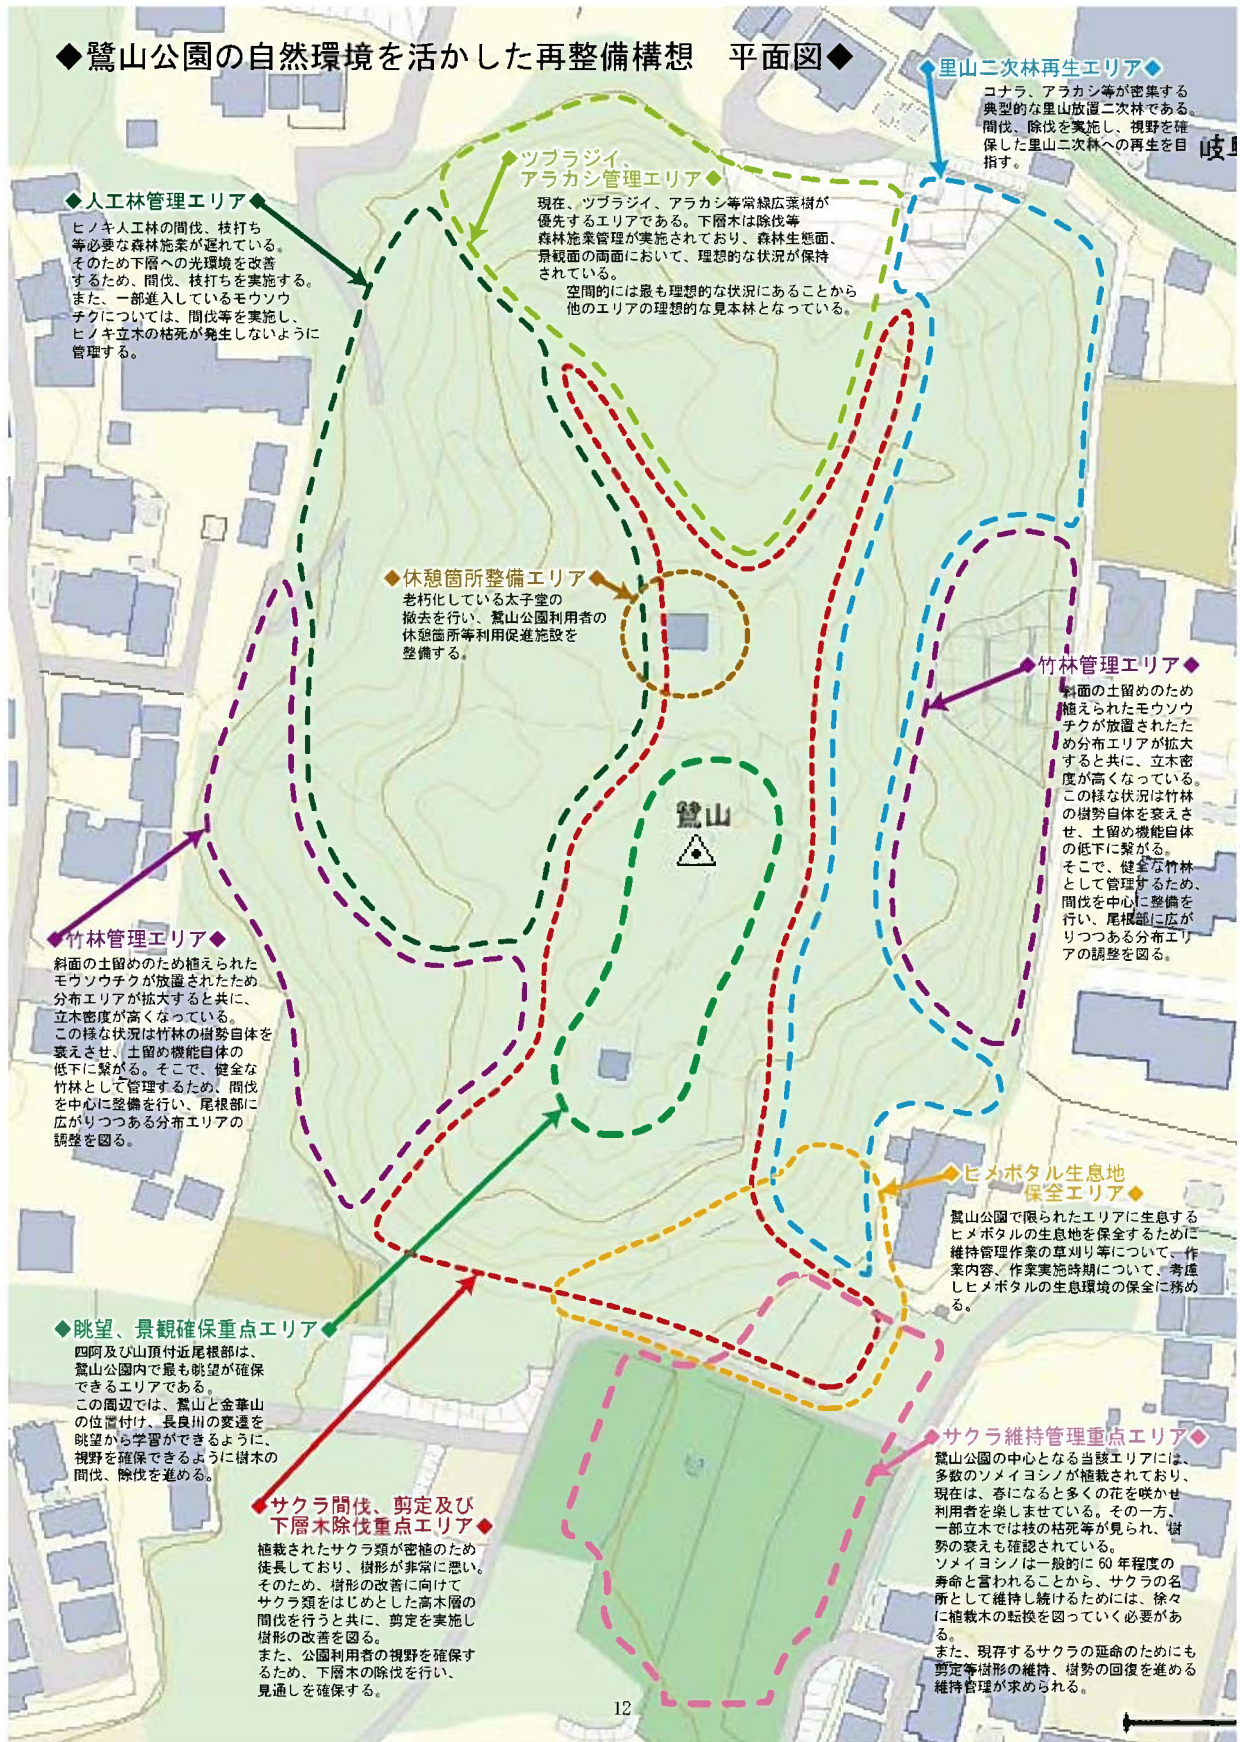 ◆鷺山公園の自然環境を活かした再整備構想　平面図◆
◆里山二次林再生エリア◆
コナラ、アラカシ等が密集する
典型的な里山放置二次林である。
間伐、除伐を実施し、視野を確
保した里山二次林への再生を目
指す。
◆ツブラジイ、
アラカシ管理エリア◆
現在、ツブラジイ、アラカシ等常緑広葉樹が
優先するエリアである。下層木は除伐等
森林施業管理が実施されており、森林生態面、
景観面の両面において、理想的な状況が保持
されている。
空間的には最も理想的な状況にあることから
他のエリアの理想的な見本林となっている。
◆人工林管理エリア◆
ヒノキ人工林の間伐、枝打ち
等必要な森林施業が遅れている。
そのため下層への光環境を改善
するため、間伐、枝打ちを実施する。
また、一部進入しているモウソウ
チクについては、間伐等を実施し、
ヒノキ立木の枯死が発生しないように
管理する。
◆休憩箇所整備エリア◆
老朽化している太子堂の
撤去を行い、鷺山公園利用者の
休憩箇所等利用促進施設を
整備する。
◆竹林管理エリア◆
斜面の土留めのため
植えられたモウソウ
チクが放置されたた
め分布エリアが拡大
すると共に、立木密
度が高くなっている。
この様な状況は竹林
の樹勢自体を衰えさ
せ、土留め機能自体
の低下に繋がる。
そこで、健全な竹林
として管理するため、
間伐を中心に整備を
行い、尾根部に広が
りつつある分布エリ
アの調整を図る。
鷺山
◆竹林管理エリア◆
斜面の土留めのため植えられた
モウソウチクが放置されたため
分布エリアが拡大すると共に、
立木密度が高くなっている。
この様な状況は竹林の樹勢自体を
衰えさせ、土留め機能自体の
低下に繋がる。そこで、健全な
竹林として管理するため、間伐
を中心に整備を行い、尾根部に
広がりつつある分布エリアの
調整を図る。
◆ヒメボタル生息地
保全エリア◆
鷺山公園で限られたエリアに生息する
ヒメボタルの生息地を保全するために
維持管理作業の草刈り等について、作
業内容、作業実施時期について、考慮
しヒメボタルの生息環境の保全に務め
る。
◆眺望、景観確保重点エリア◆
四阿及び山頂付近尾根部は、
鷺山公園内で最も眺望が確保
できるエリアである。
この周辺では、鷺山と金華山
の位置付け、長良川の変遷を
眺望から学習ができるように、
視野を確保できるように樹木の
間伐、除伐を進める。
◆サクラ間伐、剪定及び
下層木除伐重点エリア◆
植栽されたサクラ類が密植のため
徒長しており、樹形が非常に悪い。
そのため、樹形の改善に向けて
サクラ類をはじめとした高木層の
間伐を行うと共に、剪定を実施し
樹形の改善を図る。
また、公園利用者の視野を確保す
るため、下層木の除伐を行い、
見通しを確保する。
◆サクラ維持管理重点エリア◆
鷺山公園の中心となる当該エリアには、
多数のソメイヨシノが植栽されており、
現在は、春になると多くの花を咲かせ
利用者を楽しませている。その一方、
一部立木では枝の枯死等が見られ、樹
勢の衰えも確認されている。
ソメイヨシノは一般的に 60 年程度の
寿命と言われることから、サクラの名
所として維持し続けるためには、徐々
に植栽木の転換を図っていく必要があ
る。
また、現存するサクラの延命のためにも
剪定等樹形の維持、樹勢の回復を進める
維持管理が求められる。
12